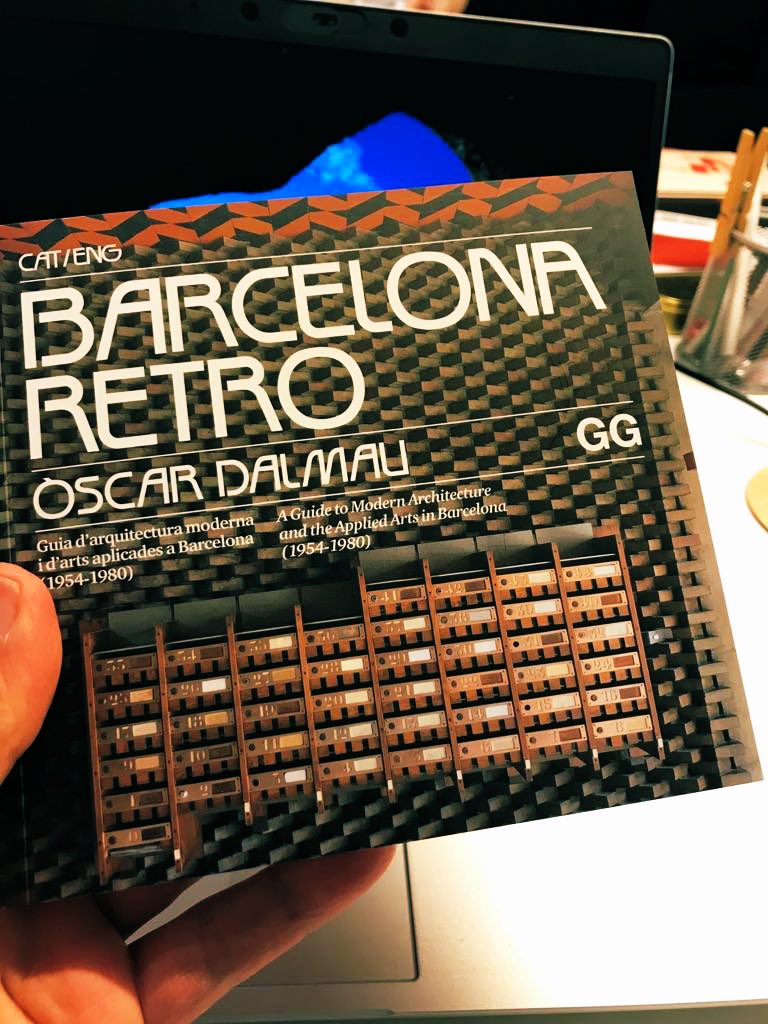 CAT/ENG
BARCELONA
RETRO
GG
ÒSCAR DALMAU
Guia d'arquitectura moderna
i d'arts aplicades a Barcelona
(1954-1980)
A Guide to Modern Architecture
and the Applied Arts in Barcelona
(1954-1980)